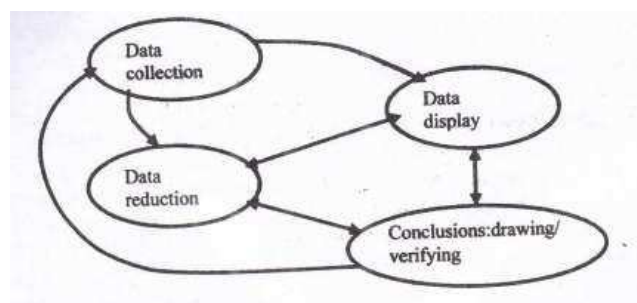 Data
collection
Data
display
Data
reduction
Conclusions:drawing/
verifying